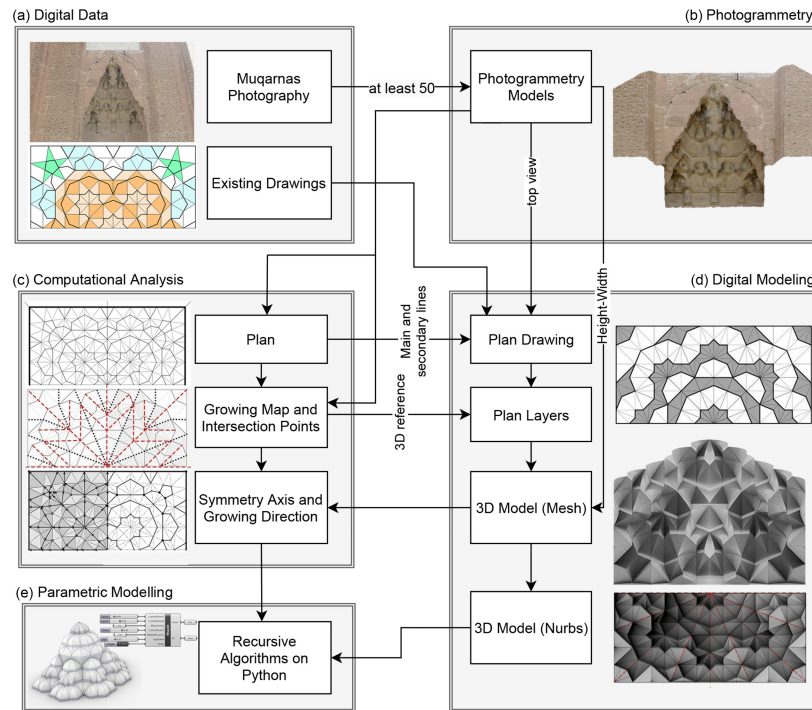 (a) Digital Data
(b) Photogrammetry
Muqarnas
Photography
at least 50
Photogrammetry
Models
Existing Drawings
top view
Height-Width
(c) Computational Analysis
(d) Digital Modeling
Plan
Main and
secondary lines
Plan Drawing
Growing Map and
Intersection Points
3D reference
Plan Layers
Symmetry Axis and
Growing Direction
3D Model (Mesh)
(e) Parametric Modelling
Recursive
Algorithms on
Python
3D Model (Nurbs)